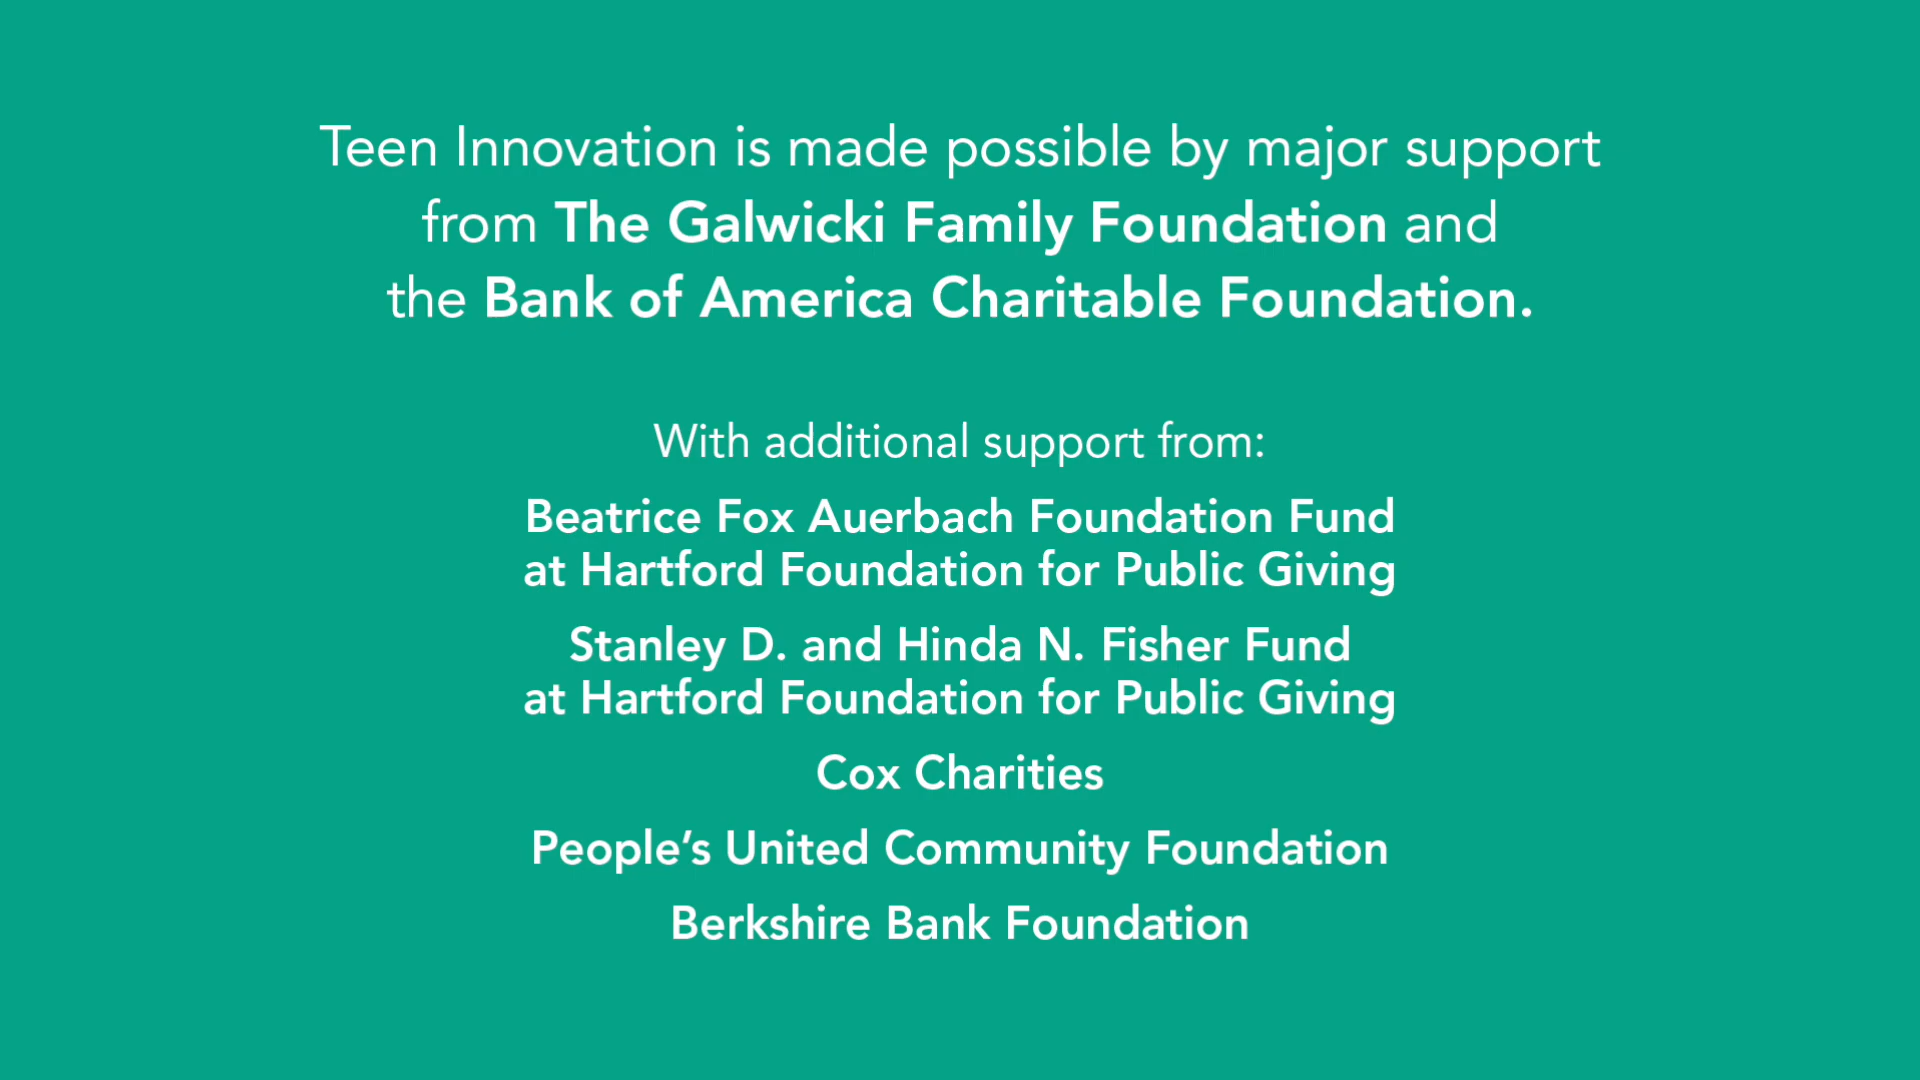 Teen Innovation is made possible by major support
from The Galwicki Family Foundation and
the Bank of America Charitable Foundation.
With additional support from:
Beatrice Fox Auerbach Foundation Fund
at Hartford Foundation for Public Giving
Stanley D. and Hinda N. Fisher Fund
at Hartford Foundation for Public Giving
Cox Charities
People’s United Community Foundation
Berkshire Bank Foundation